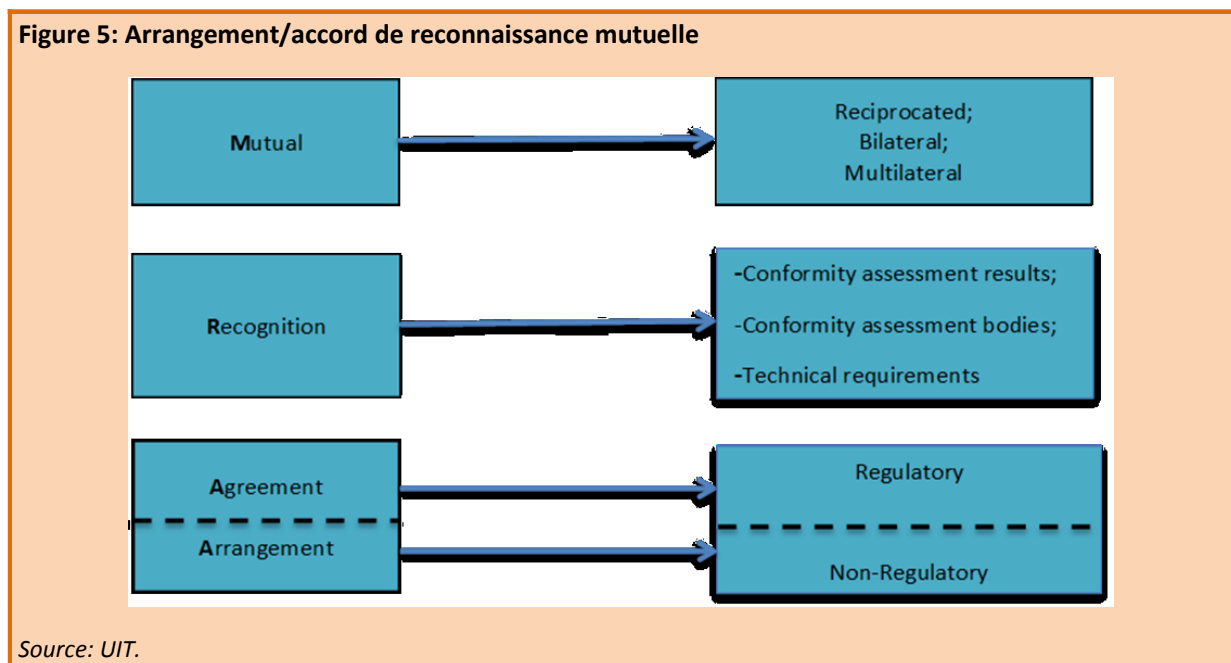 Figure 5: Arrangement/accord de reconnaissance mutuelle
Mutual
Reciprocated;
Bilateral;
Multilateral
Recognition
-Conformity assessment results;
-Conformity assessment bodies;
-Technical requirements
Agreement
Regulatory
Arrangement
Non-Regulatory
Source: UIT.